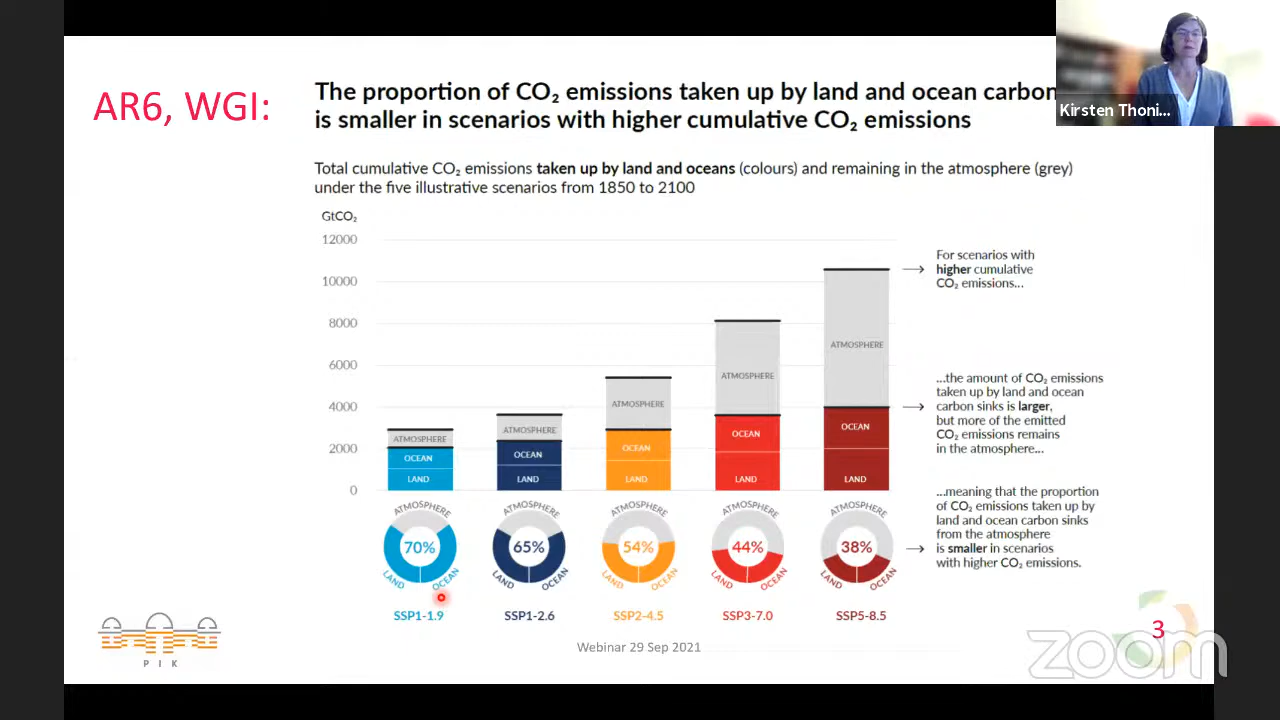 Kirsten Thoni...
AR6, WGI:
The proportion of CO₂ emissions taken up by land and ocean carbon
is smaller in scenarios with higher cumulative CO₂ emissions
Total cumulative CO₂ emissions taken up by land and oceans (colours) and remaining in the atmosphere (grey)
under the five illustrative scenarios from 1850 to 2100
GtCO₂
12000
10000
8000
6000
4000
2000
0
ATMOSPHERE
OCEAN
LAND
ATMOSPHERE
OCEAN
LAND
ATMOSPHERE
OCEAN
LAND
ATMOSPHERE
OCEAN
LAND
ATMOSPHERE
OCEAN
LAND
For scenarios with
higher cumulative
CO₂ emissions...
...the amount of CO₂ emissions
taken up by land and ocean
carbon sinks is larger,
but more of the emitted
CO₂ emissions remains
in the atmosphere...
...meaning that the proportion
of CO₂ emissions taken up by
land and ocean carbon sinks
from the atmosphere
is smaller in scenarios
with higher CO₂ emissions.
ATMOSPHERE
70%
LAND OCEAN
SSP1-1.9
ATMOSPHERE
65%
LAND OCEAN
SSP1-2.6
ATMOSPHERE
54%
LAND OCEAN
SSP2-4.5
ATMOSPHERE
44%
LAND OCEAN
SSP3-7.0
ATMOSPHERE
38%
LAND OCEAN
SSP5-8.5
P I K
Webinar 29 Sep 2021
3
zoom